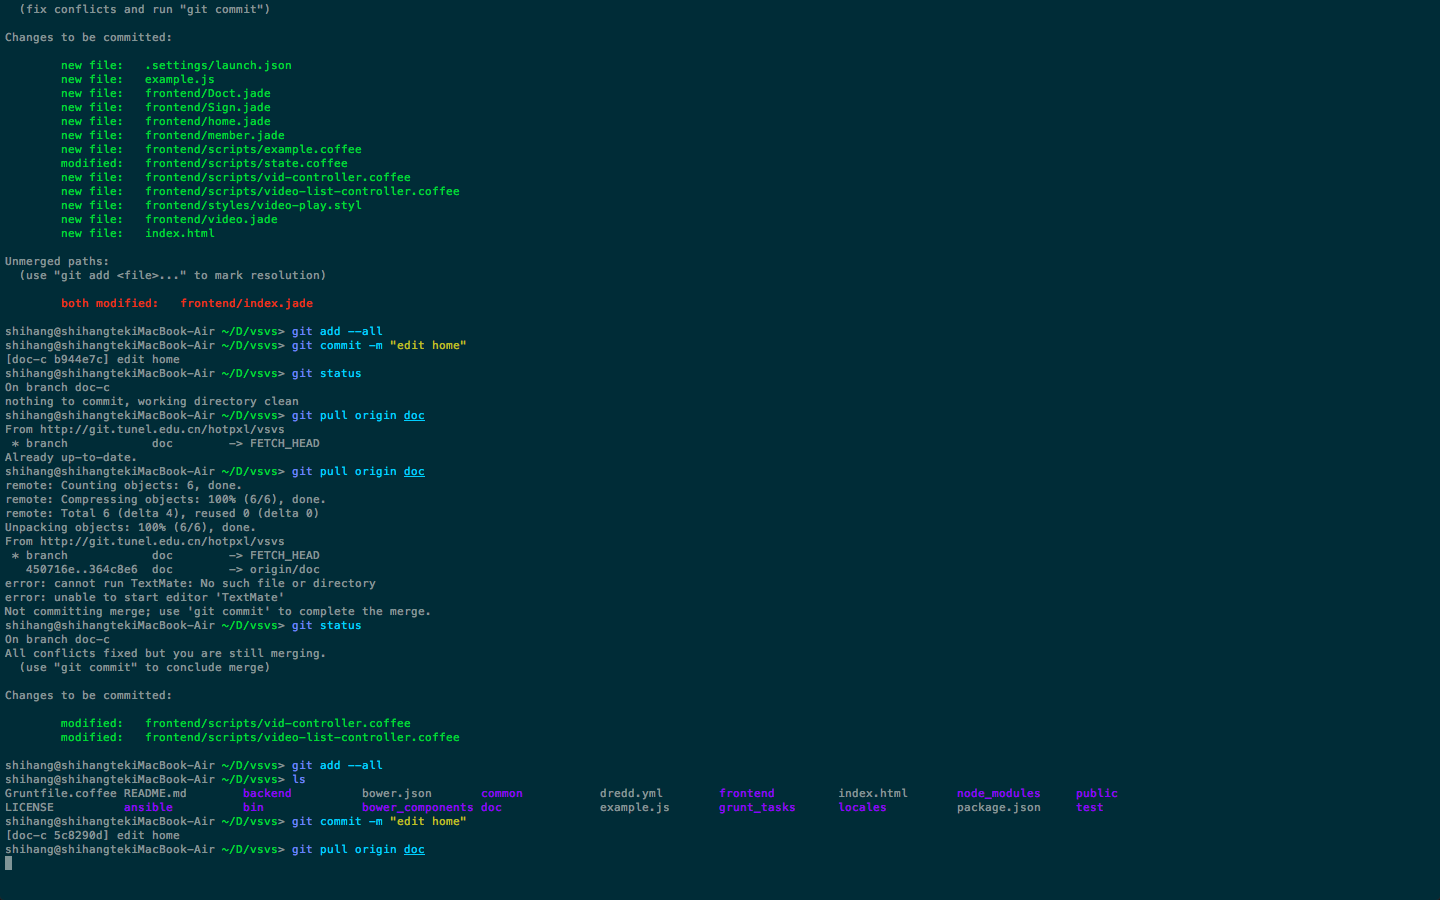 (fix conflicts and run "git commit")
Changes to be committed:
new file:   .settings/launch.json
new file:   example.js
new file:   frontend/Doct.jade
new file:   frontend/Sign.jade
new file:   frontend/home.jade
new file:   frontend/member.jade
new file:   frontend/scripts/example.coffee
modified:   frontend/scripts/state.coffee
new file:   frontend/scripts/vid-controller.coffee
new file:   frontend/scripts/video-list-controller.coffee
new file:   frontend/styles/video-play.styl
new file:   frontend/video.jade
new file:   index.html
Unmerged paths:
(use "git add <file>..." to mark resolution)
both modified:   frontend/index.jade
shihang@shihangtekiMacBook-Air ~/D/vsvs> git add --all
shihang@shihangtekiMacBook-Air ~/D/vsvs> git commit -m "edit home"
[doc-c b944e7c] edit home
shihang@shihangtekiMacBook-Air ~/D/vsvs> git status
On branch doc-c
nothing to commit, working directory clean
shihang@shihangtekiMacBook-Air ~/D/vsvs> git pull origin doc
From http://git.tunel.edu.cn/hotpxl/vsvs
* branch            doc        -> FETCH_HEAD
Already up-to-date.
shihang@shihangtekiMacBook-Air ~/D/vsvs> git pull origin doc
remote: Counting objects: 6, done.
remote: Compressing objects: 100% (6/6), done.
remote: Total 6 (delta 4), reused 0 (delta 0)
Unpacking objects: 100% (6/6), done.
From http://git.tunel.edu.cn/hotpxl/vsvs
* branch            doc        -> FETCH_HEAD
450716e..364c8e6  doc        -> origin/doc
error: cannot run TextMate: No such file or directory
error: unable to start editor 'TextMate'
Not committing merge; use 'git commit' to complete the merge.
shihang@shihangtekiMacBook-Air ~/D/vsvs> git status
On branch doc-c
All conflicts fixed but you are still merging.
(use "git commit" to conclude merge)
Changes to be committed:
modified:   frontend/scripts/vid-controller.coffee
modified:   frontend/scripts/video-list-controller.coffee
shihang@shihangtekiMacBook-Air ~/D/vsvs> git add --all
shihang@shihangtekiMacBook-Air ~/D/vsvs> ls
Gruntfile.coffee README.md        backend          bower.json       common           dredd.yml        frontend         index.html       node_modules     public
LICENSE          ansible          bin              bower_components doc              example.js       grunt_tasks      locales          package.json     test
shihang@shihangtekiMacBook-Air ~/D/vsvs> git commit -m "edit home"
[doc-c 5c8290d] edit home
shihang@shihangtekiMacBook-Air ~/D/vsvs> git pull origin doc